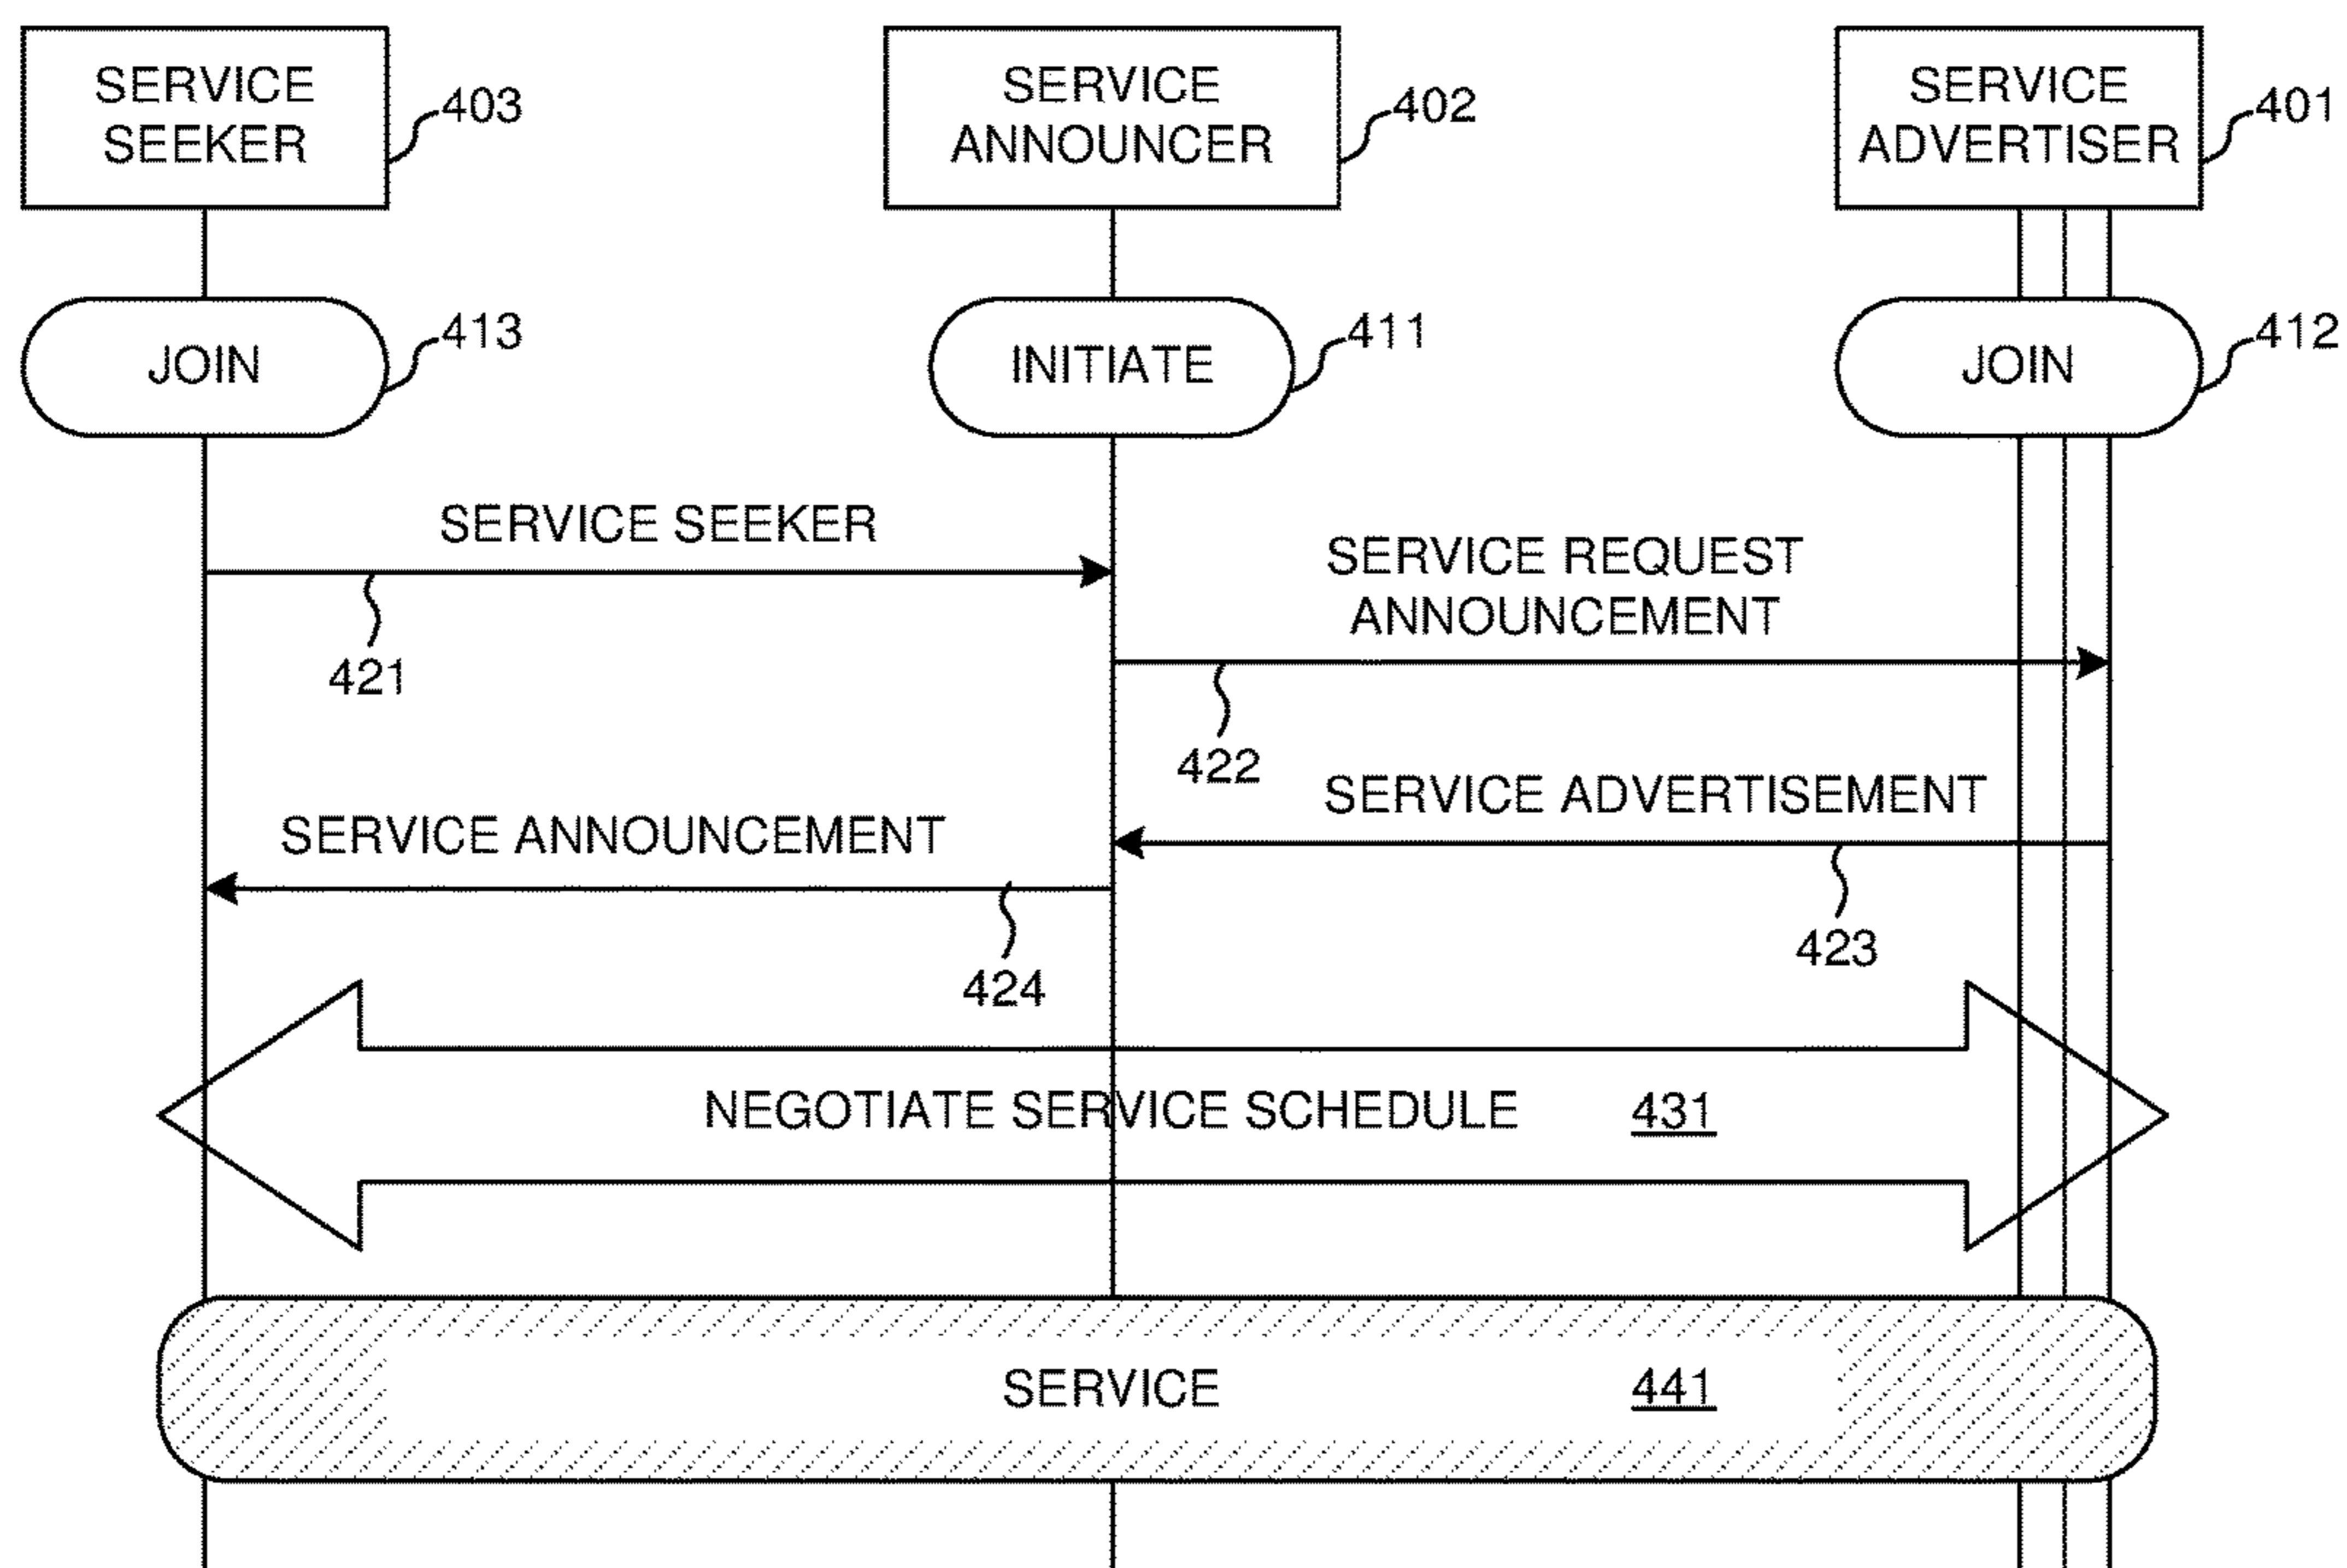 SERVICE
SEEKER
403
SERVICE
ANNOUNCER
402
SERVICE
ADVERTISER
401
JOIN
413
INITIATE
411
JOIN
412
SERVICE SEEKER
421
SERVICE REQUEST
ANNOUNCEMENT
422
SERVICE ADVERTISEMENT
423
SERVICE ANNOUNCEMENT
424
NEGOTIATE SERVICE SCHEDULE 431
SERVICE 441